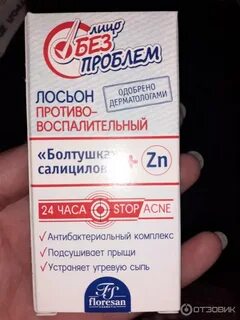 лицо
БЕЗ
ПРОБЛЕМ
ОДОБРЕНО
ДЕРМАТОЛОГАМИ
ЛОСЬОН
ПРОТИВО-
ВОСПАЛИТЕЛЬНЫЙ
«Болтушка
салицилов + Zn
24 ЧАСА STOP ACNE
✓Антибактериальный комплекс
✓Подсушивает прыщи
✓Устраняет угревую сыпь
floresan
ОТЗОВИК